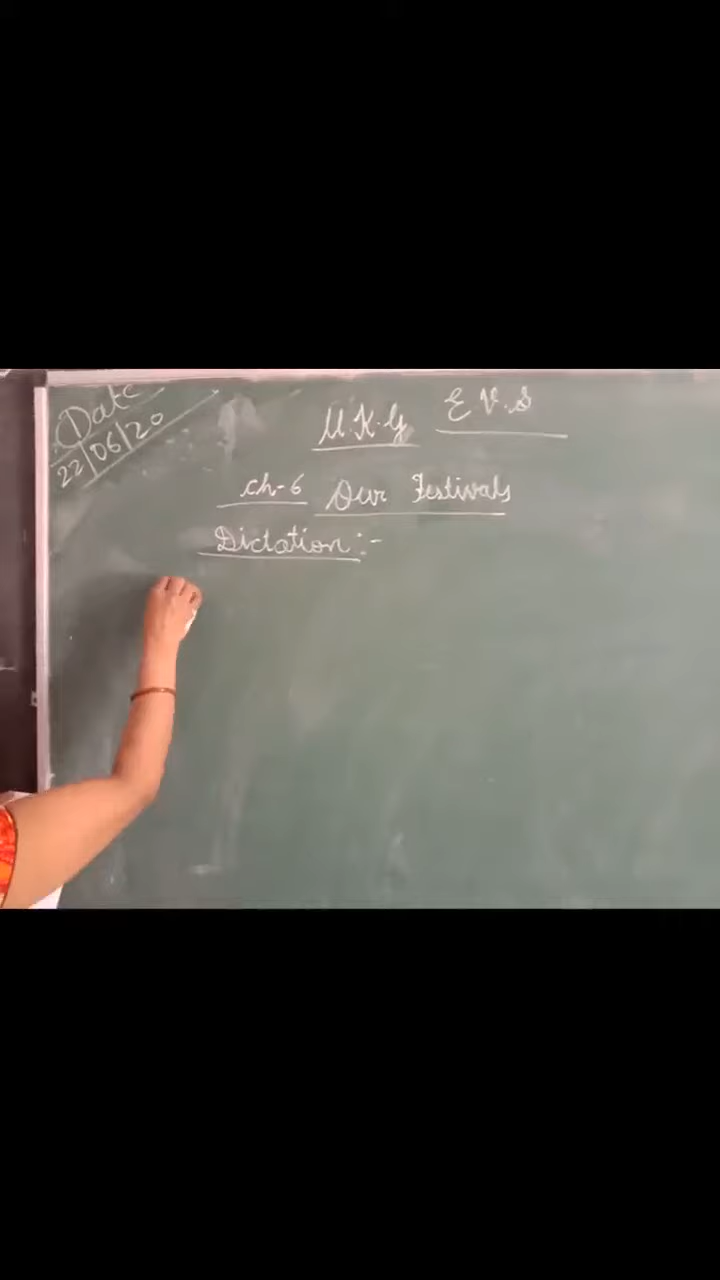 Date
22/06/20
U.K.G E.V.S
Ch-6 Our Festivals
Dictation:-